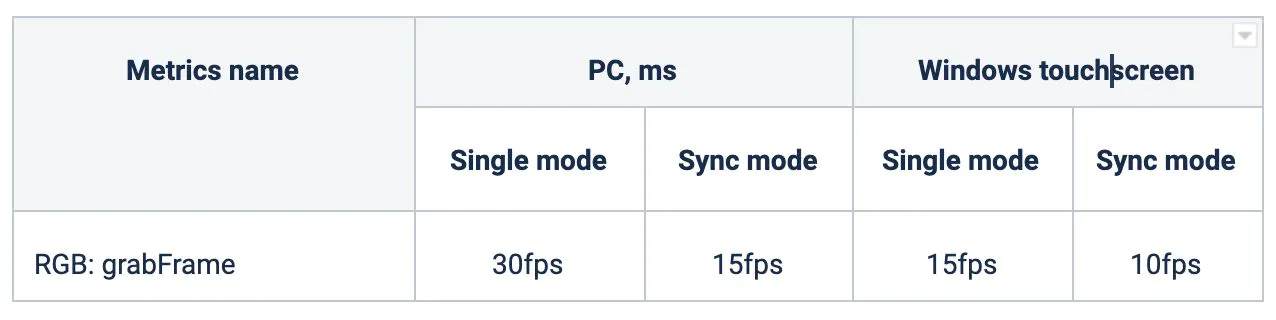 Metrics name PC, ms Windows touchscreen
Single mode Sync mode Single mode Sync mode
RGB: grabFrame 30fps 15fps 15fps 10fps